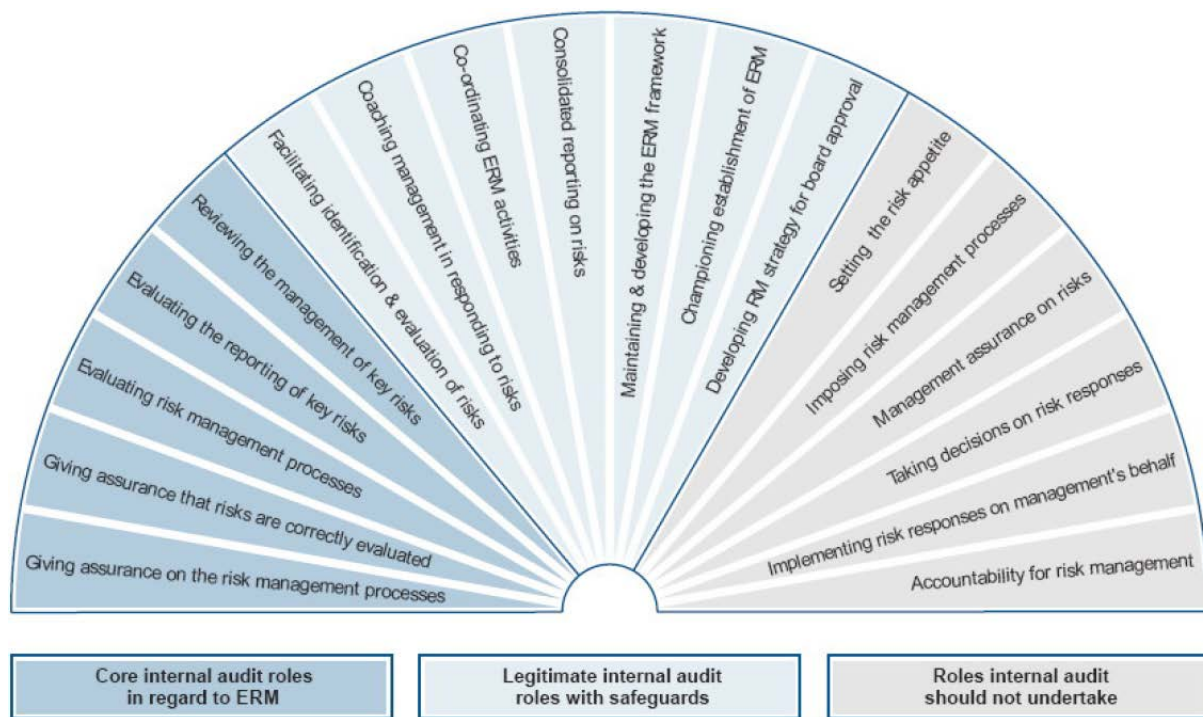 Giving assurance on the risk management processes
Giving assurance that risks are correctly evaluated
Evaluating risk management processes
Evaluating the reporting of key risks
Reviewing the management of key risks
Facilitating identification & evaluation of risks
Coaching management in responding to risks
Co-ordinating ERM activities
Consolidated reporting on risks
Maintaining & developing the ERM framework
Championing establishment of ERM
Developing RM strategy for board approval
Setting the risk appetite
Imposing risk management processes
Management assurance on risks
Taking decisions on risk responses
Implementing risk responses on management's behalf
Accountability for risk management
Core internal audit roles
in regard to ERM
Legitimate internal audit
roles with safeguards
Roles internal audit
should not undertake